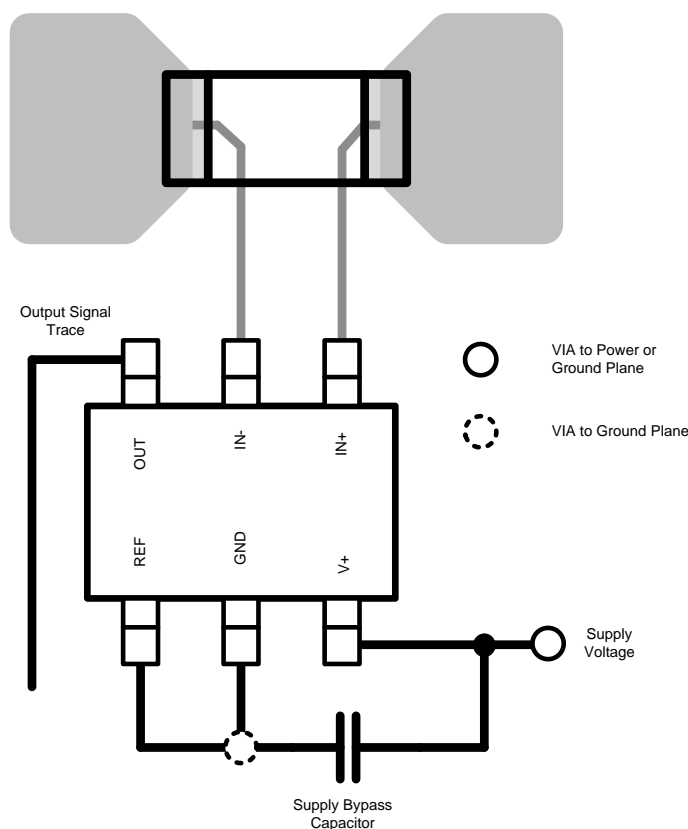 Output Signal
Trace
VIA to Power or
Ground Plane
VIA to Ground Plane
OUT
IN-
IN+
REF
GND
V+
Supply
Voltage
Supply Bypass
Capacitor